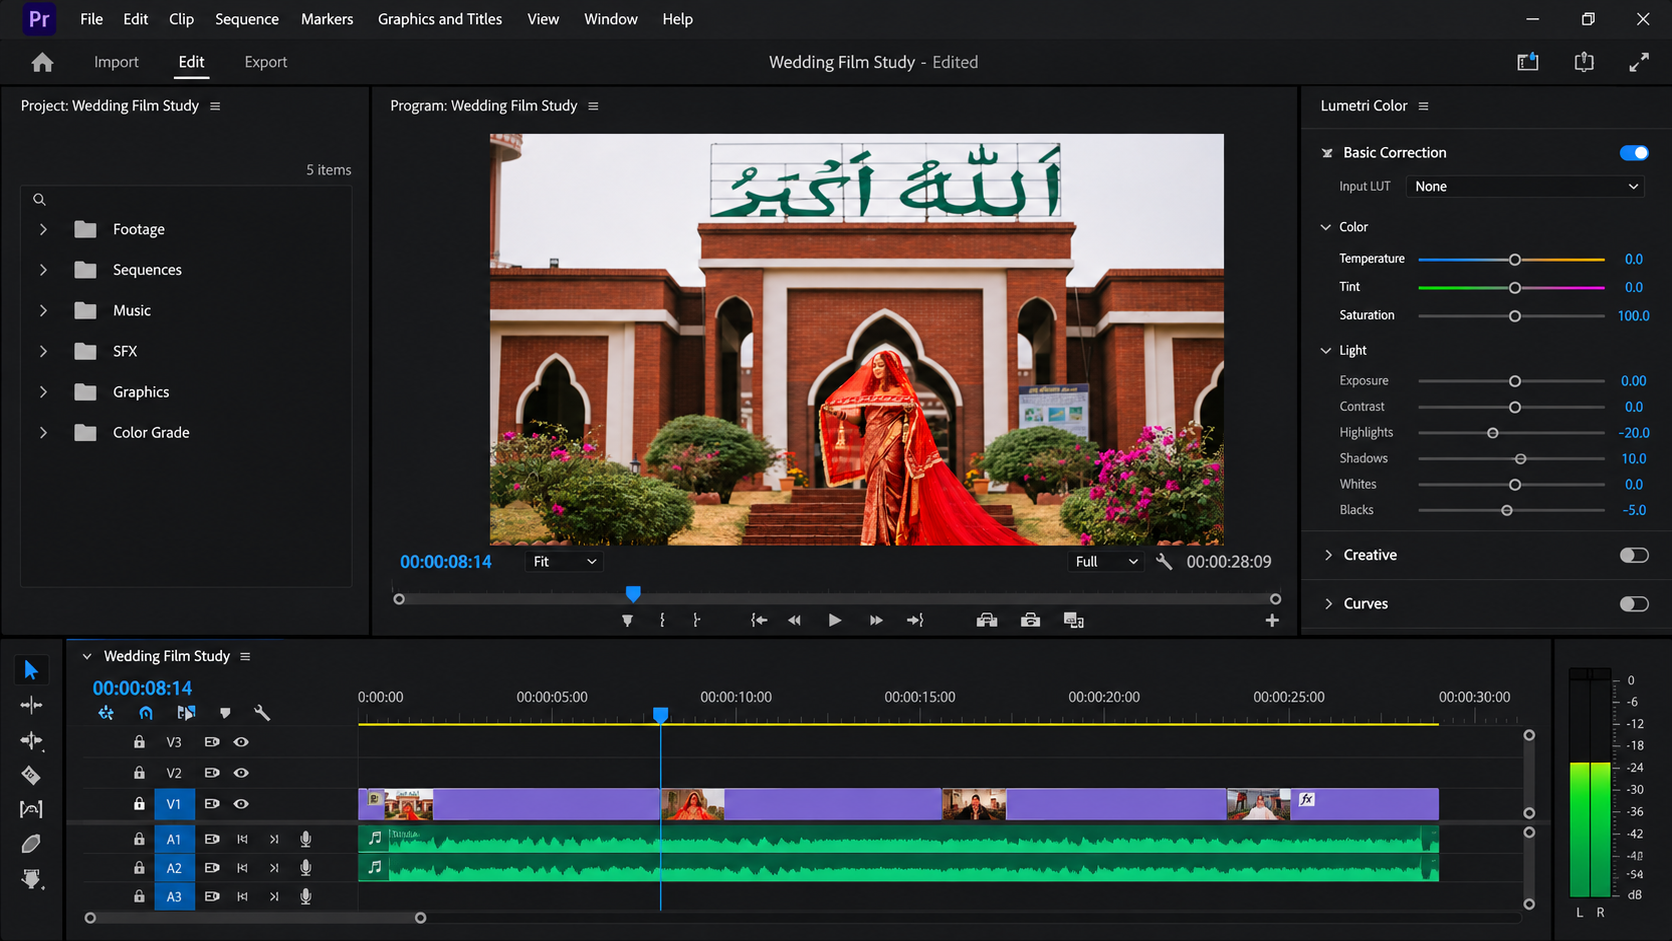 Pr File Edit Clip Sequence Markers Graphics and Titles View Window Help
Import Edit Export
Wedding Film Study - Edited
Project: Wedding Film Study
5 items
Footage
Sequences
Music
SFX
Graphics
Color Grade
Program: Wedding Film Study
اَللّٰهُ اَكْبَرُ
00:00:08:14
Fit
Full
00:00:28:09
Lumetri Color
Basic Correction
Input LUT None
Color
Temperature 0.0
Tint 0.0
Saturation 100.0
Light
Exposure 0.00
Contrast 0.0
Highlights -20.0
Shadows 10.0
Whites 0.0
Blacks -5.0
Creative
Curves
Wedding Film Study
00:00:08:14
0:00:00 00:00:05:00 00:00:10:00 00:00:15:00 00:00:20:00 00:00:25:00 00:00:30:00
V3
V2
V1
fx
A1
A2
A3
0
-6
-12
-18
-24
-30
-36
-42
-54
dB
L R